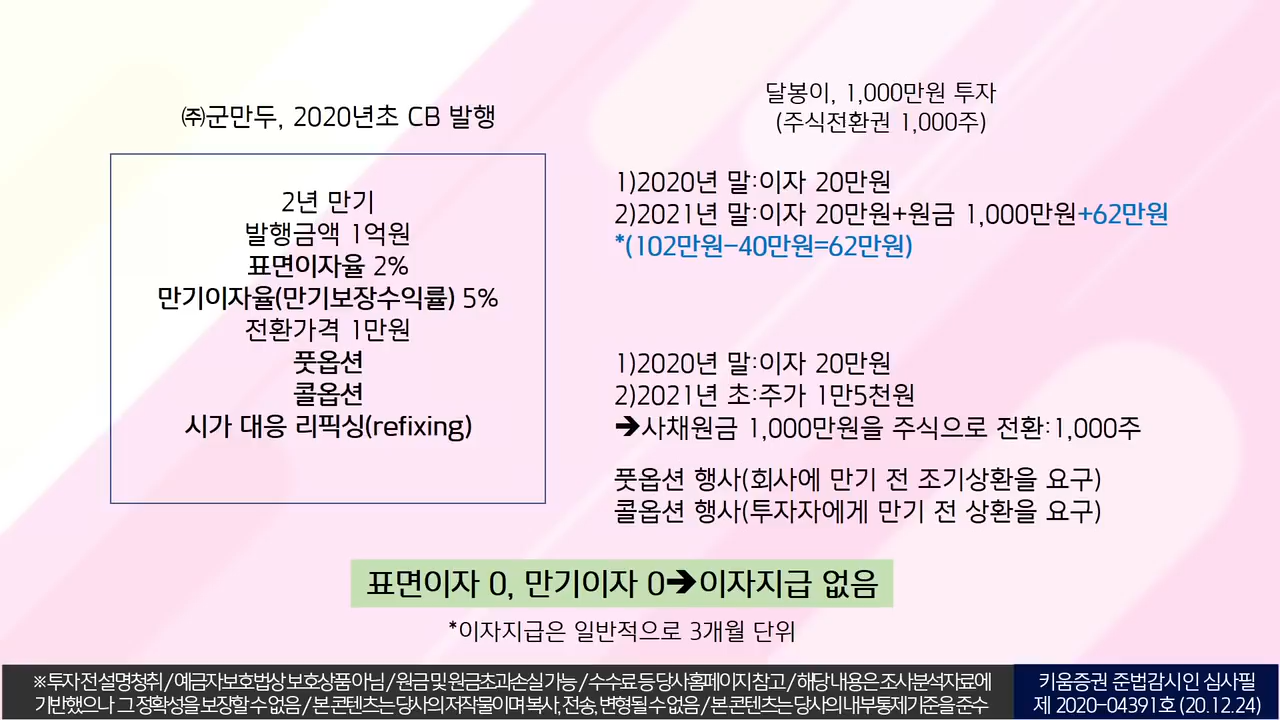 ㈜군만두, 2020년초 CB 발행
2년 만기
발행금액 1억원
표면이자율 2%
만기이자율(만기보장수익률) 5%
전환가격 1만원
풋옵션
콜옵션
시가 대응 리픽싱(refixing)
달봉이, 1,000만원 투자
(주식전환권 1,000주)
1)2020년 말:이자 20만원
2)2021년 말:이자 20만원+원금 1,000만원+62만원
*(102만원-40만원=62만원)
1)2020년 말:이자 20만원
2)2021년 초:주가 1만5천원
➔사채원금 1,000만원을 주식으로 전환:1,000주
풋옵션 행사(회사에 만기 전 조기상환을 요구)
콜옵션 행사(투자자에게 만기 전 상환을 요구)
표면이자 0, 만기이자 0➔이자지급 없음
*이자지급은 일반적으로 3개월 단위
※투자 전 설명청취 / 예금자보호법상 보호상품 아님 / 원금 및 원금초과손실 가능 / 수수료 등 당사홈페이지 참고 / 해당 내용은 조사분석자료에
기반했으나 그 정확성을 보장할 수 없음 / 본 콘텐츠는 당사의 저작물이며 복사, 전송, 변형될 수 없음 / 본 콘텐츠는 당사의 내부통제기준을 준수
키움증권 준법감시인 심사필
제 2020-04391호 (20.12.24)